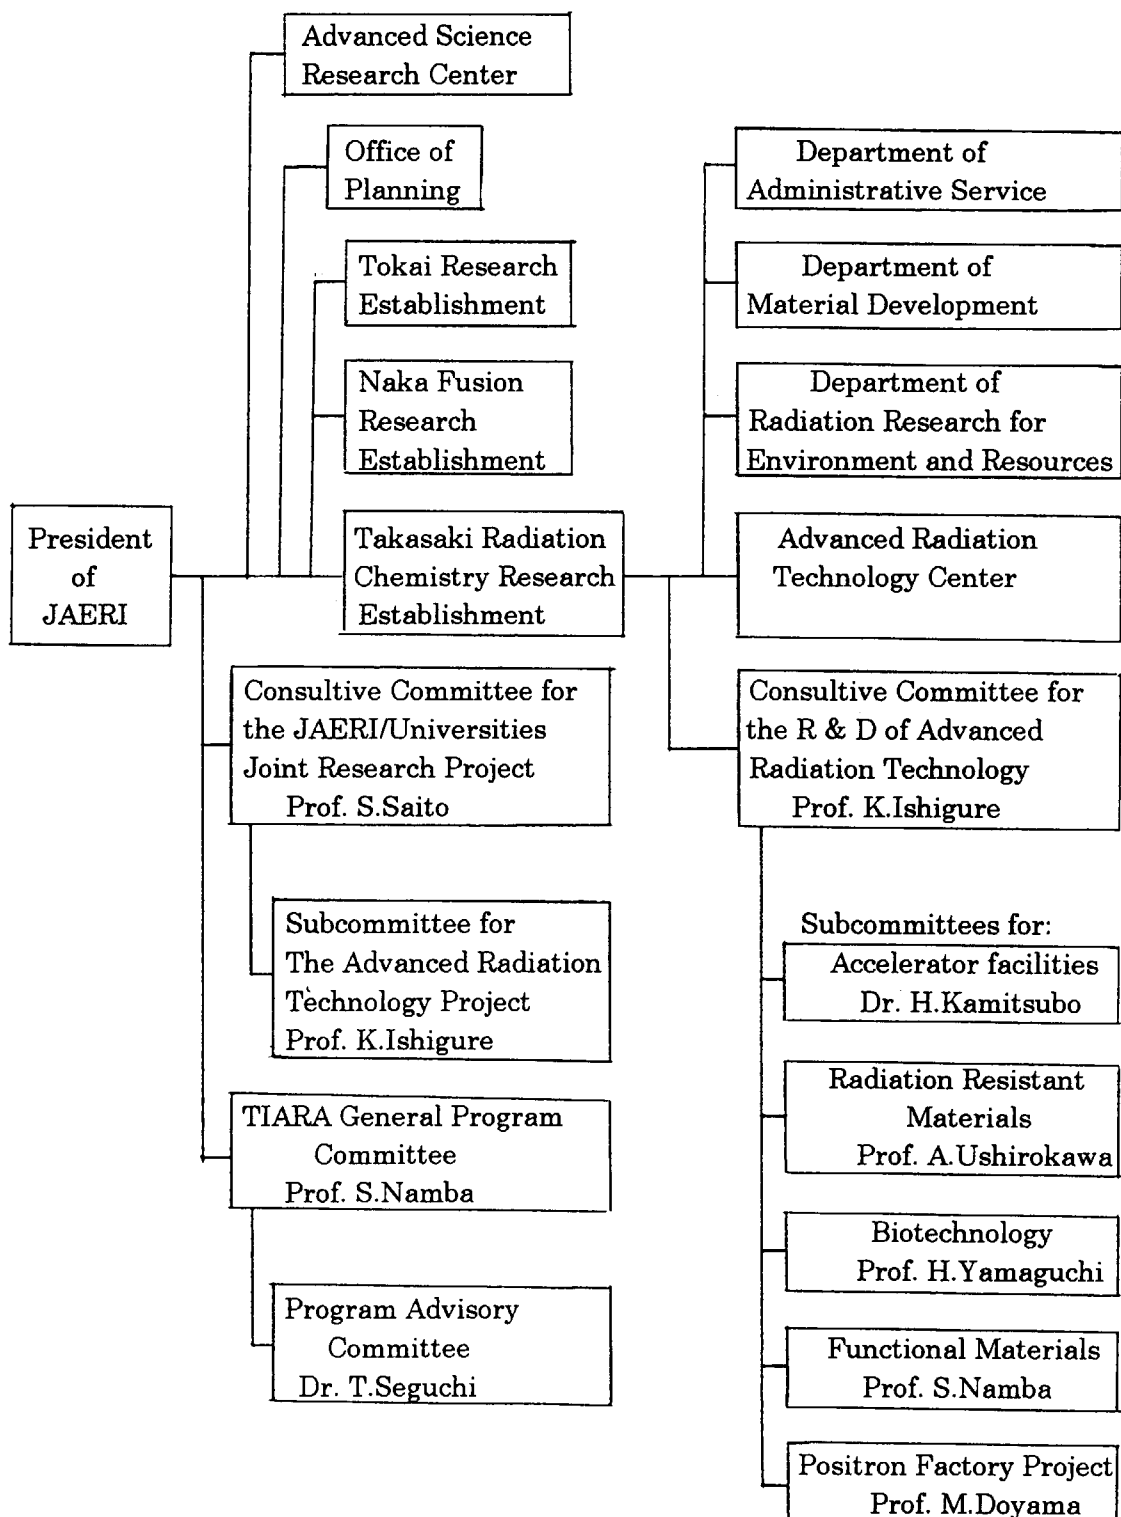 Advanced Science
Research Center
Office of
Planning
Tokai Research
Establishment
Naka Fusion
Research
Establishment
President
of
JAERI
Takasaki Radiation
Chemistry Research
Establishment
Consultive Committee for
the JAERI/Universities
Joint Research Project
Prof. S.Saito
Subcommittee for
The Advanced Radiation
Technology Project
Prof. K.Ishigure
TIARA General Program
Committee
Prof. S.Namba
Program Advisory
Committee
Dr. T.Seguchi
Department of
Administrative Service
Department of
Material Development
Department of
Radiation Research for
Environment and Resources
Advanced Radiation
Technology Center
Consultive Committee for
the R & D of Advanced
Radiation Technology
Prof. K.Ishigure
Subcommittees for:
Accelerator facilities
Dr. H.Kamitsubo
Radiation Resistant
Materials
Prof. A.Ushirokawa
Biotechnology
Prof. H.Yamaguchi
Functional Materials
Prof. S.Namba
Positron Factory Project
Prof. M.Doyama